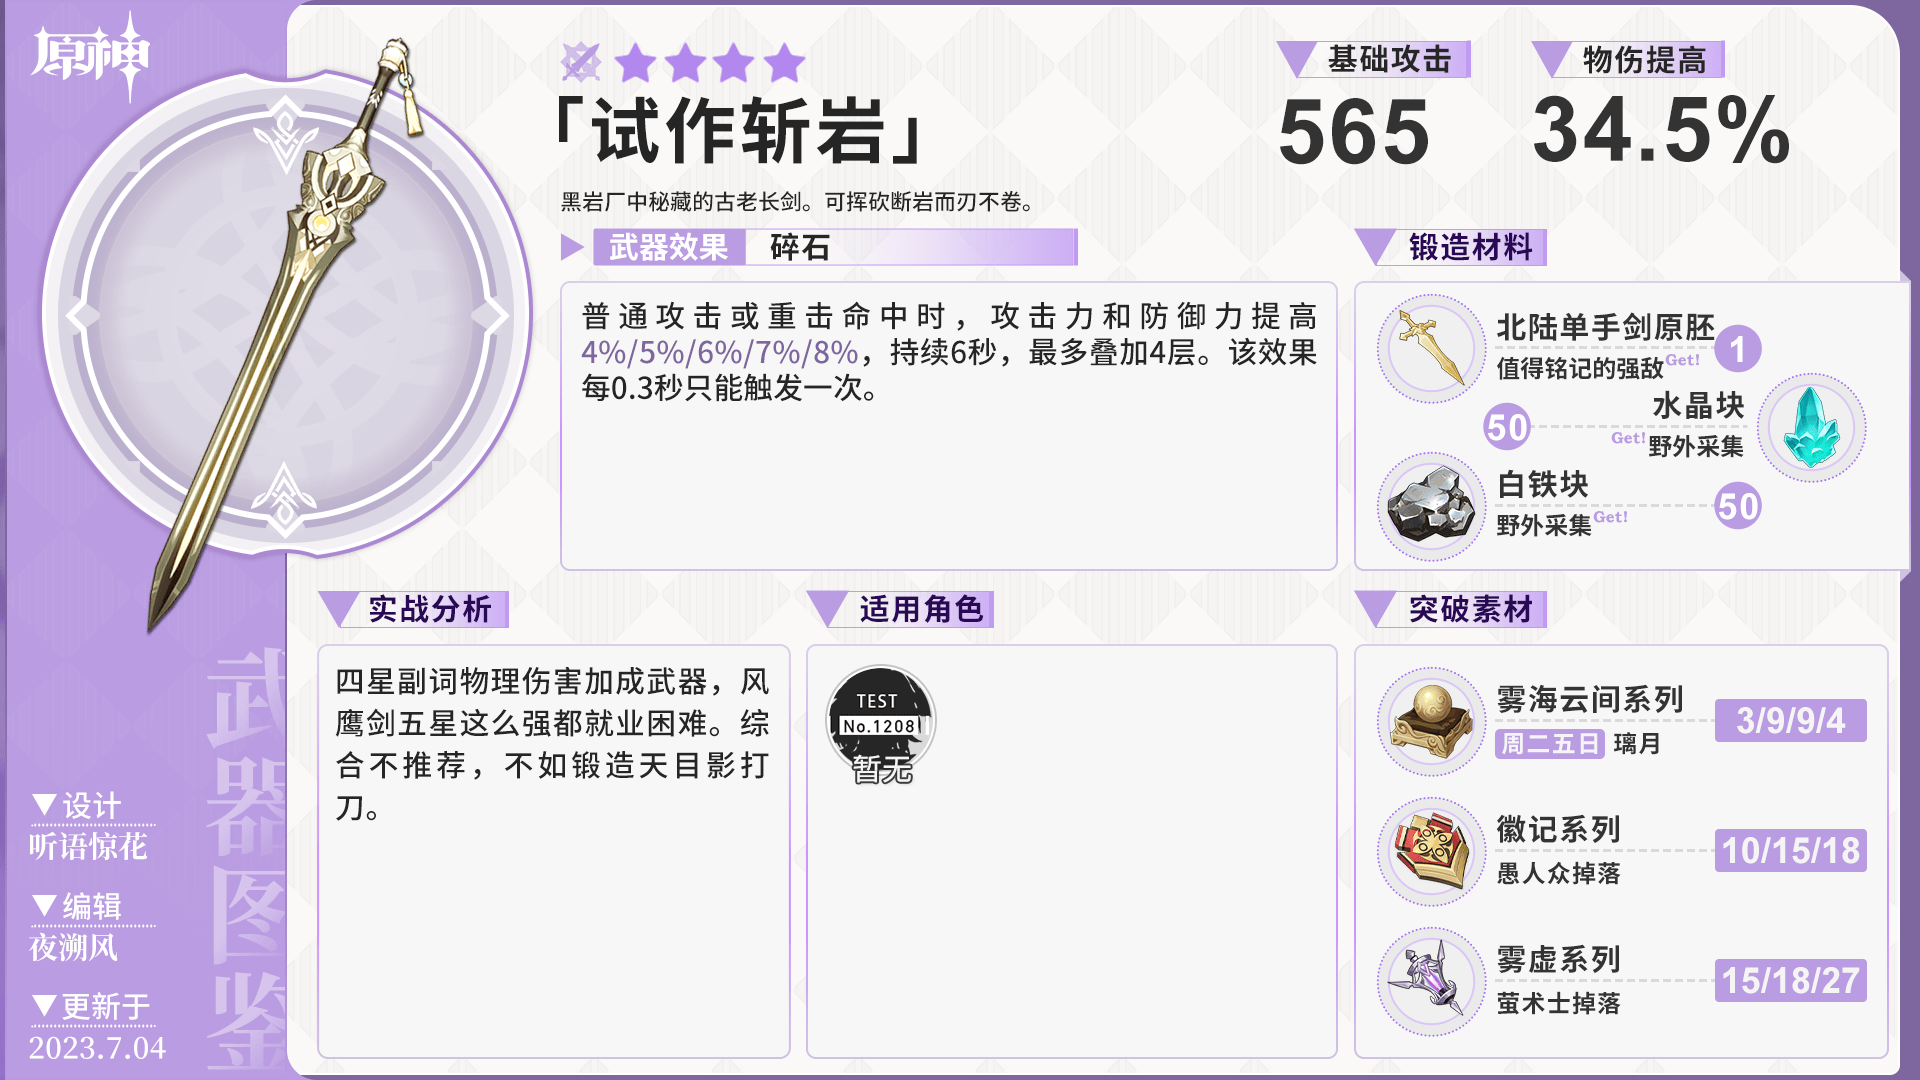 原神
「试作斩岩」
黑岩厂中秘藏的古老长剑。可挥砍断岩而刃不卷。
基础攻击
565
物伤提高
34.5%
武器效果
碎石
普通攻击或重击命中时，攻击力和防御力提高
4%/5%/6%/7%/8%，持续6秒，最多叠加4层。该效果
每0.3秒只能触发一次。
锻造材料
北陆单手剑原胚
值得铭记的强敌Get!
1
水晶块
Get!野外采集
50
白铁块
野外采集Get!
50
实战分析
四星副词物理伤害加成武器，风
鹰剑五星这么强都就业困难。综
合不推荐，不如锻造天目影打
刀。
适用角色
TEST
No.1208
暂无
突破素材
雾海云间系列
周二五日 璃月
3/9/9/4
徽记系列
愚人众掉落
10/15/18
雾虚系列
萤术士掉落
15/18/27
武器图鉴
▼设计
听语惊花
▼编辑
夜溯风
▼更新于
2023.7.04